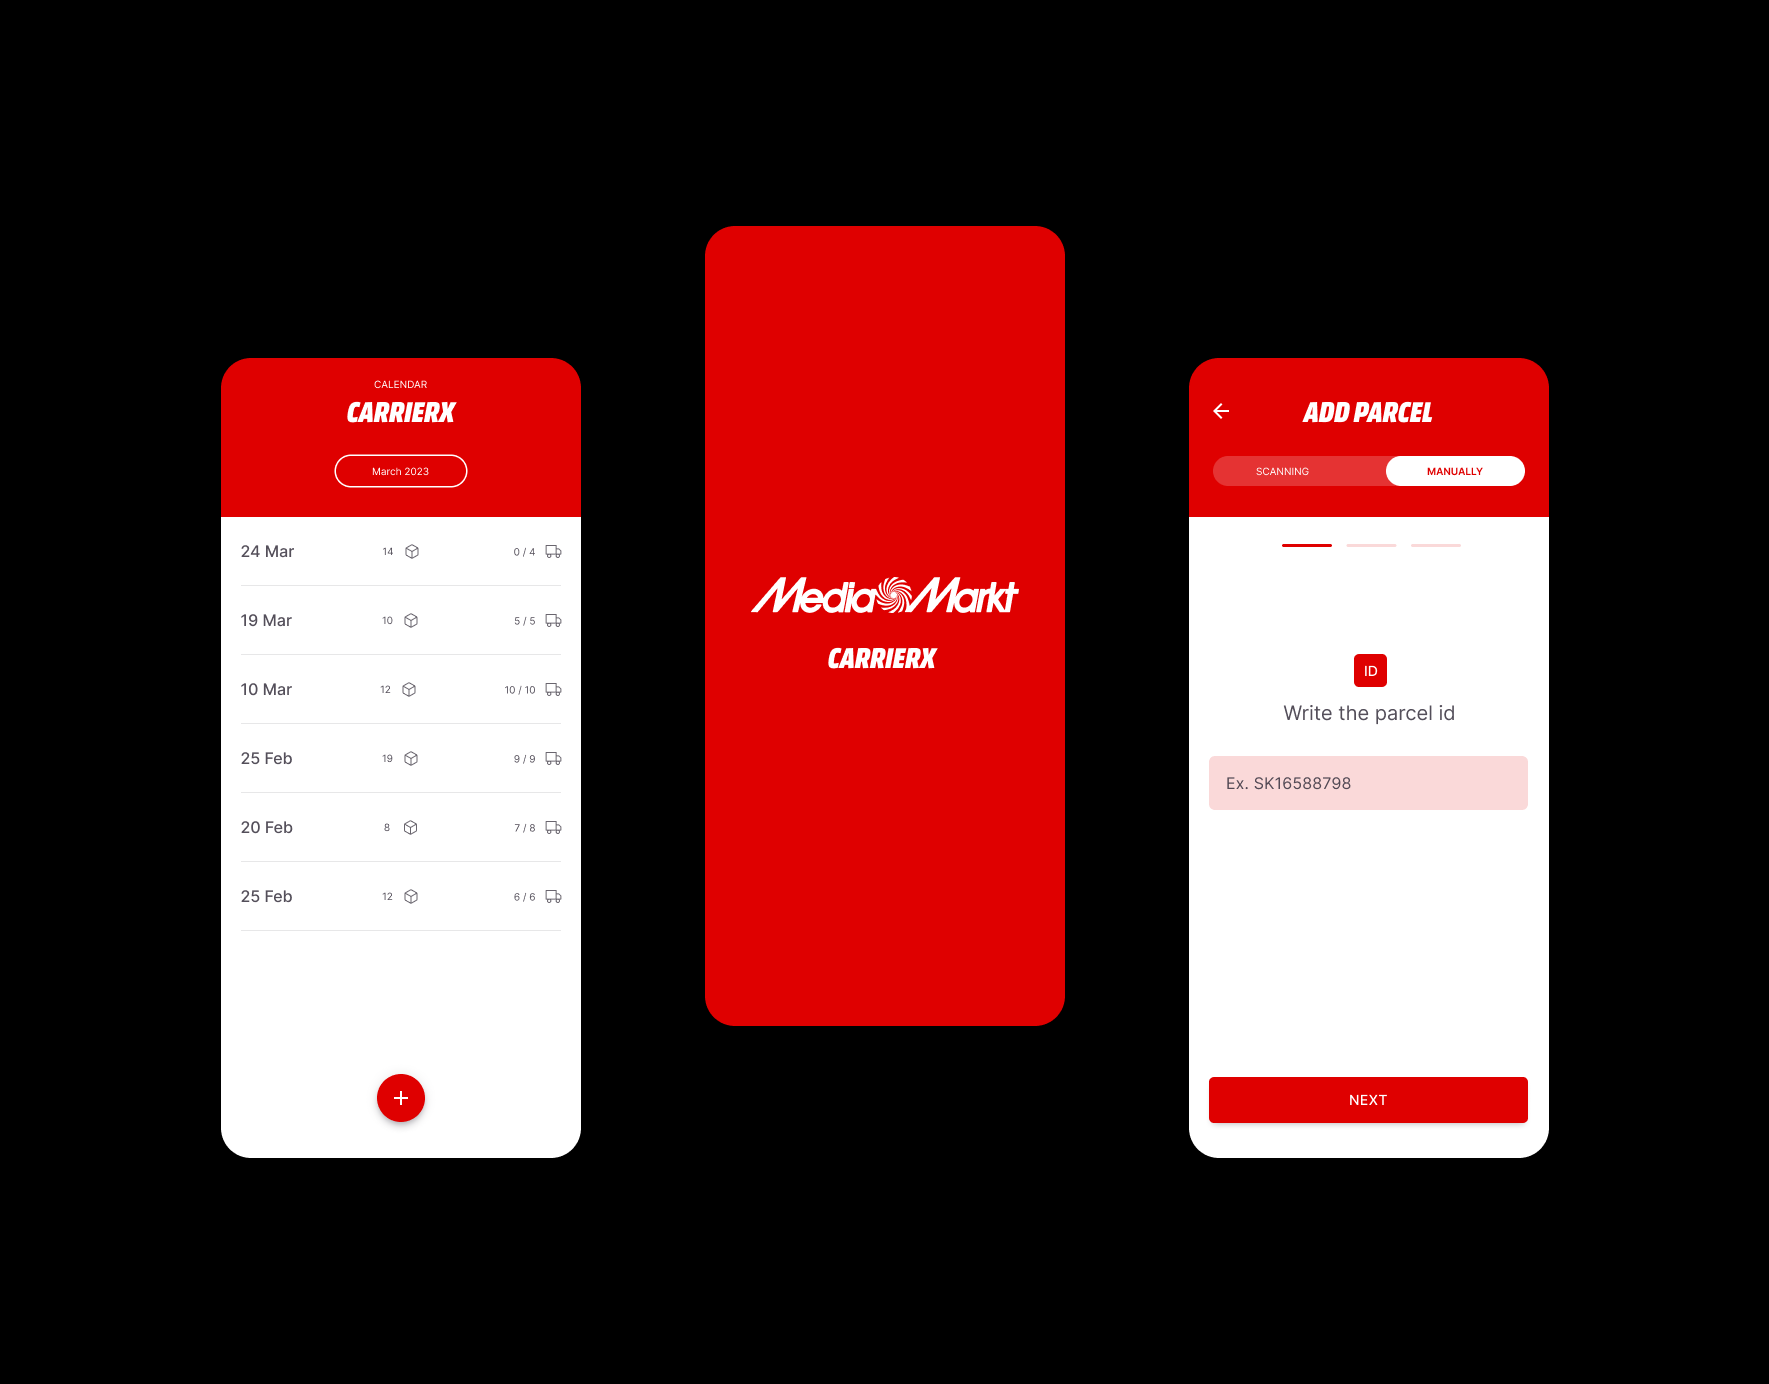 CALENDAR
CARRIERX
March 2023
24 Mar 14 0 / 4
19 Mar 10 5 / 5
10 Mar 12 10 / 10
25 Feb 19 9 / 9
20 Feb 8 7 / 8
25 Feb 12 6 / 6
MediaMarkt
CARRIERX
ADD PARCEL
SCANNING MANUALLY
ID
Write the parcel id
Ex. SK16588798
NEXT